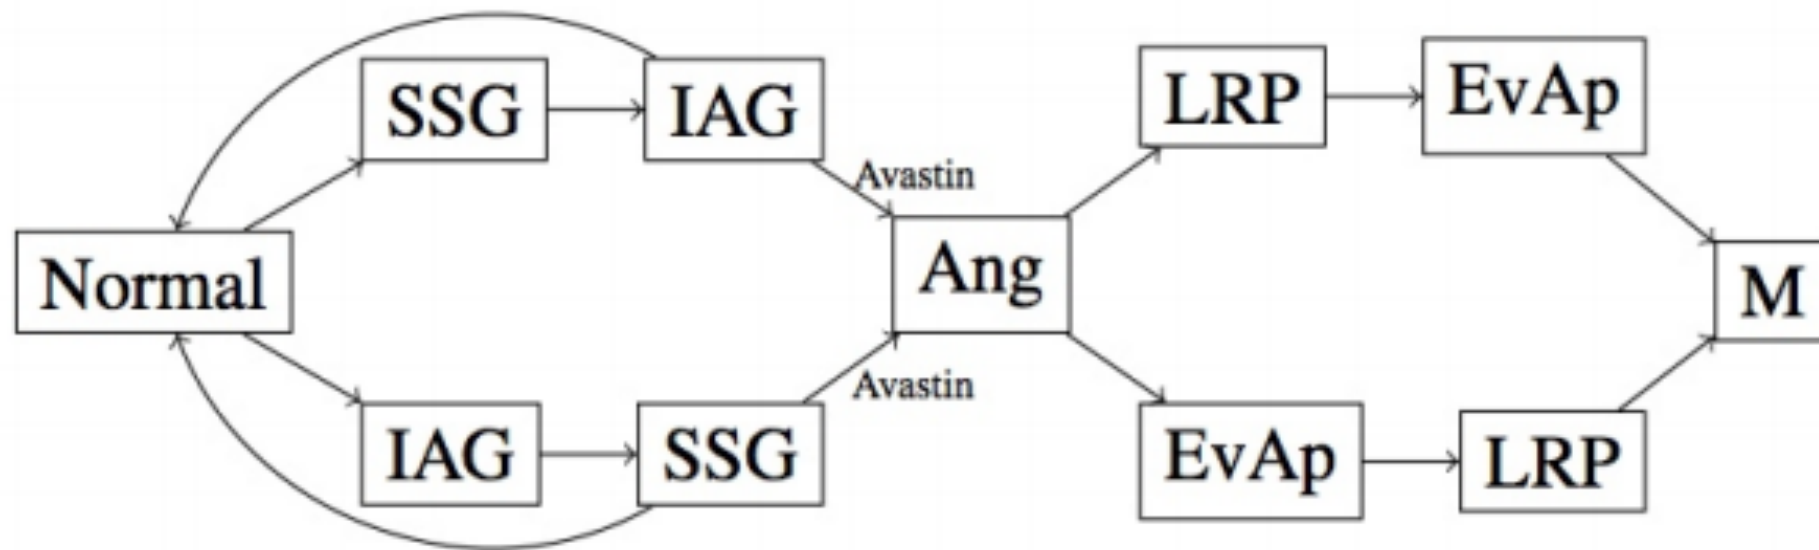 SSG
IAG
LRP
EvAp
Avastin
Normal
Ang
M
Avastin
IAG
SSG
EvAp
LRP